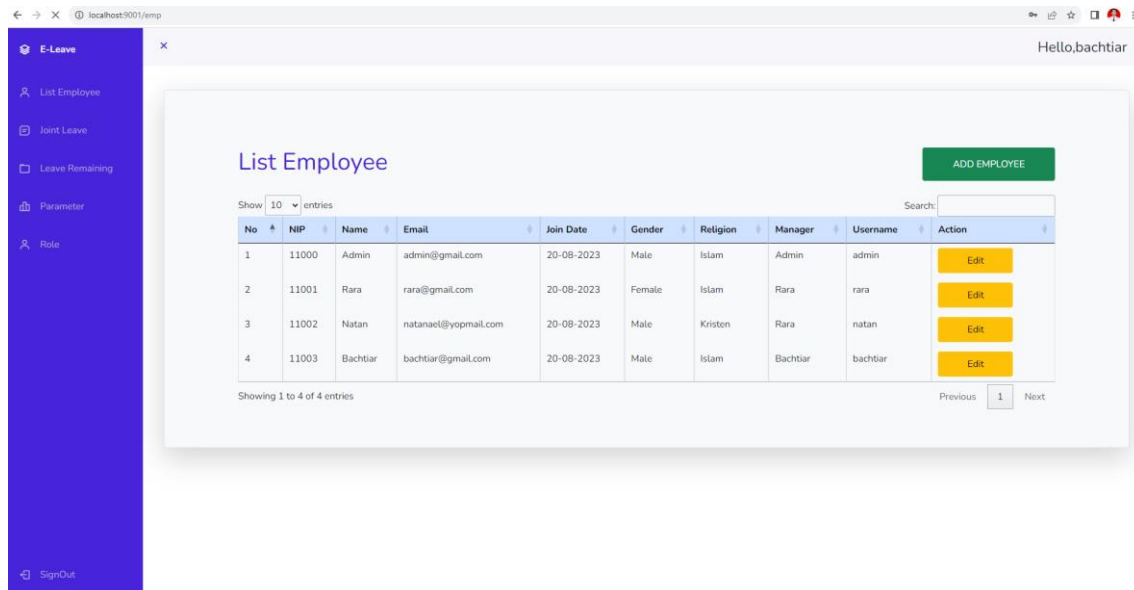 localhost:9001/emp
E-Leave
× Hello,bachtiar
List Employee
Joint Leave
Leave Remaining
Parameter
Role
SignOut
List Employee
ADD EMPLOYEE
Show 10 entries Search:
No NIP Name Email Join Date Gender Religion Manager Username Action
1 11000 Admin admin@gmail.com 20-08-2023 Male Islam Admin admin Edit
2 11001 Rara rara@gmail.com 20-08-2023 Female Islam Rara rara Edit
3 11002 Natan natanael@yopmail.com 20-08-2023 Male Kristen Rara natan Edit
4 11003 Bachtiar bachtiar@gmail.com 20-08-2023 Male Islam Bachtiar bachtiar Edit
Showing 1 to 4 of 4 entries Previous 1 Next